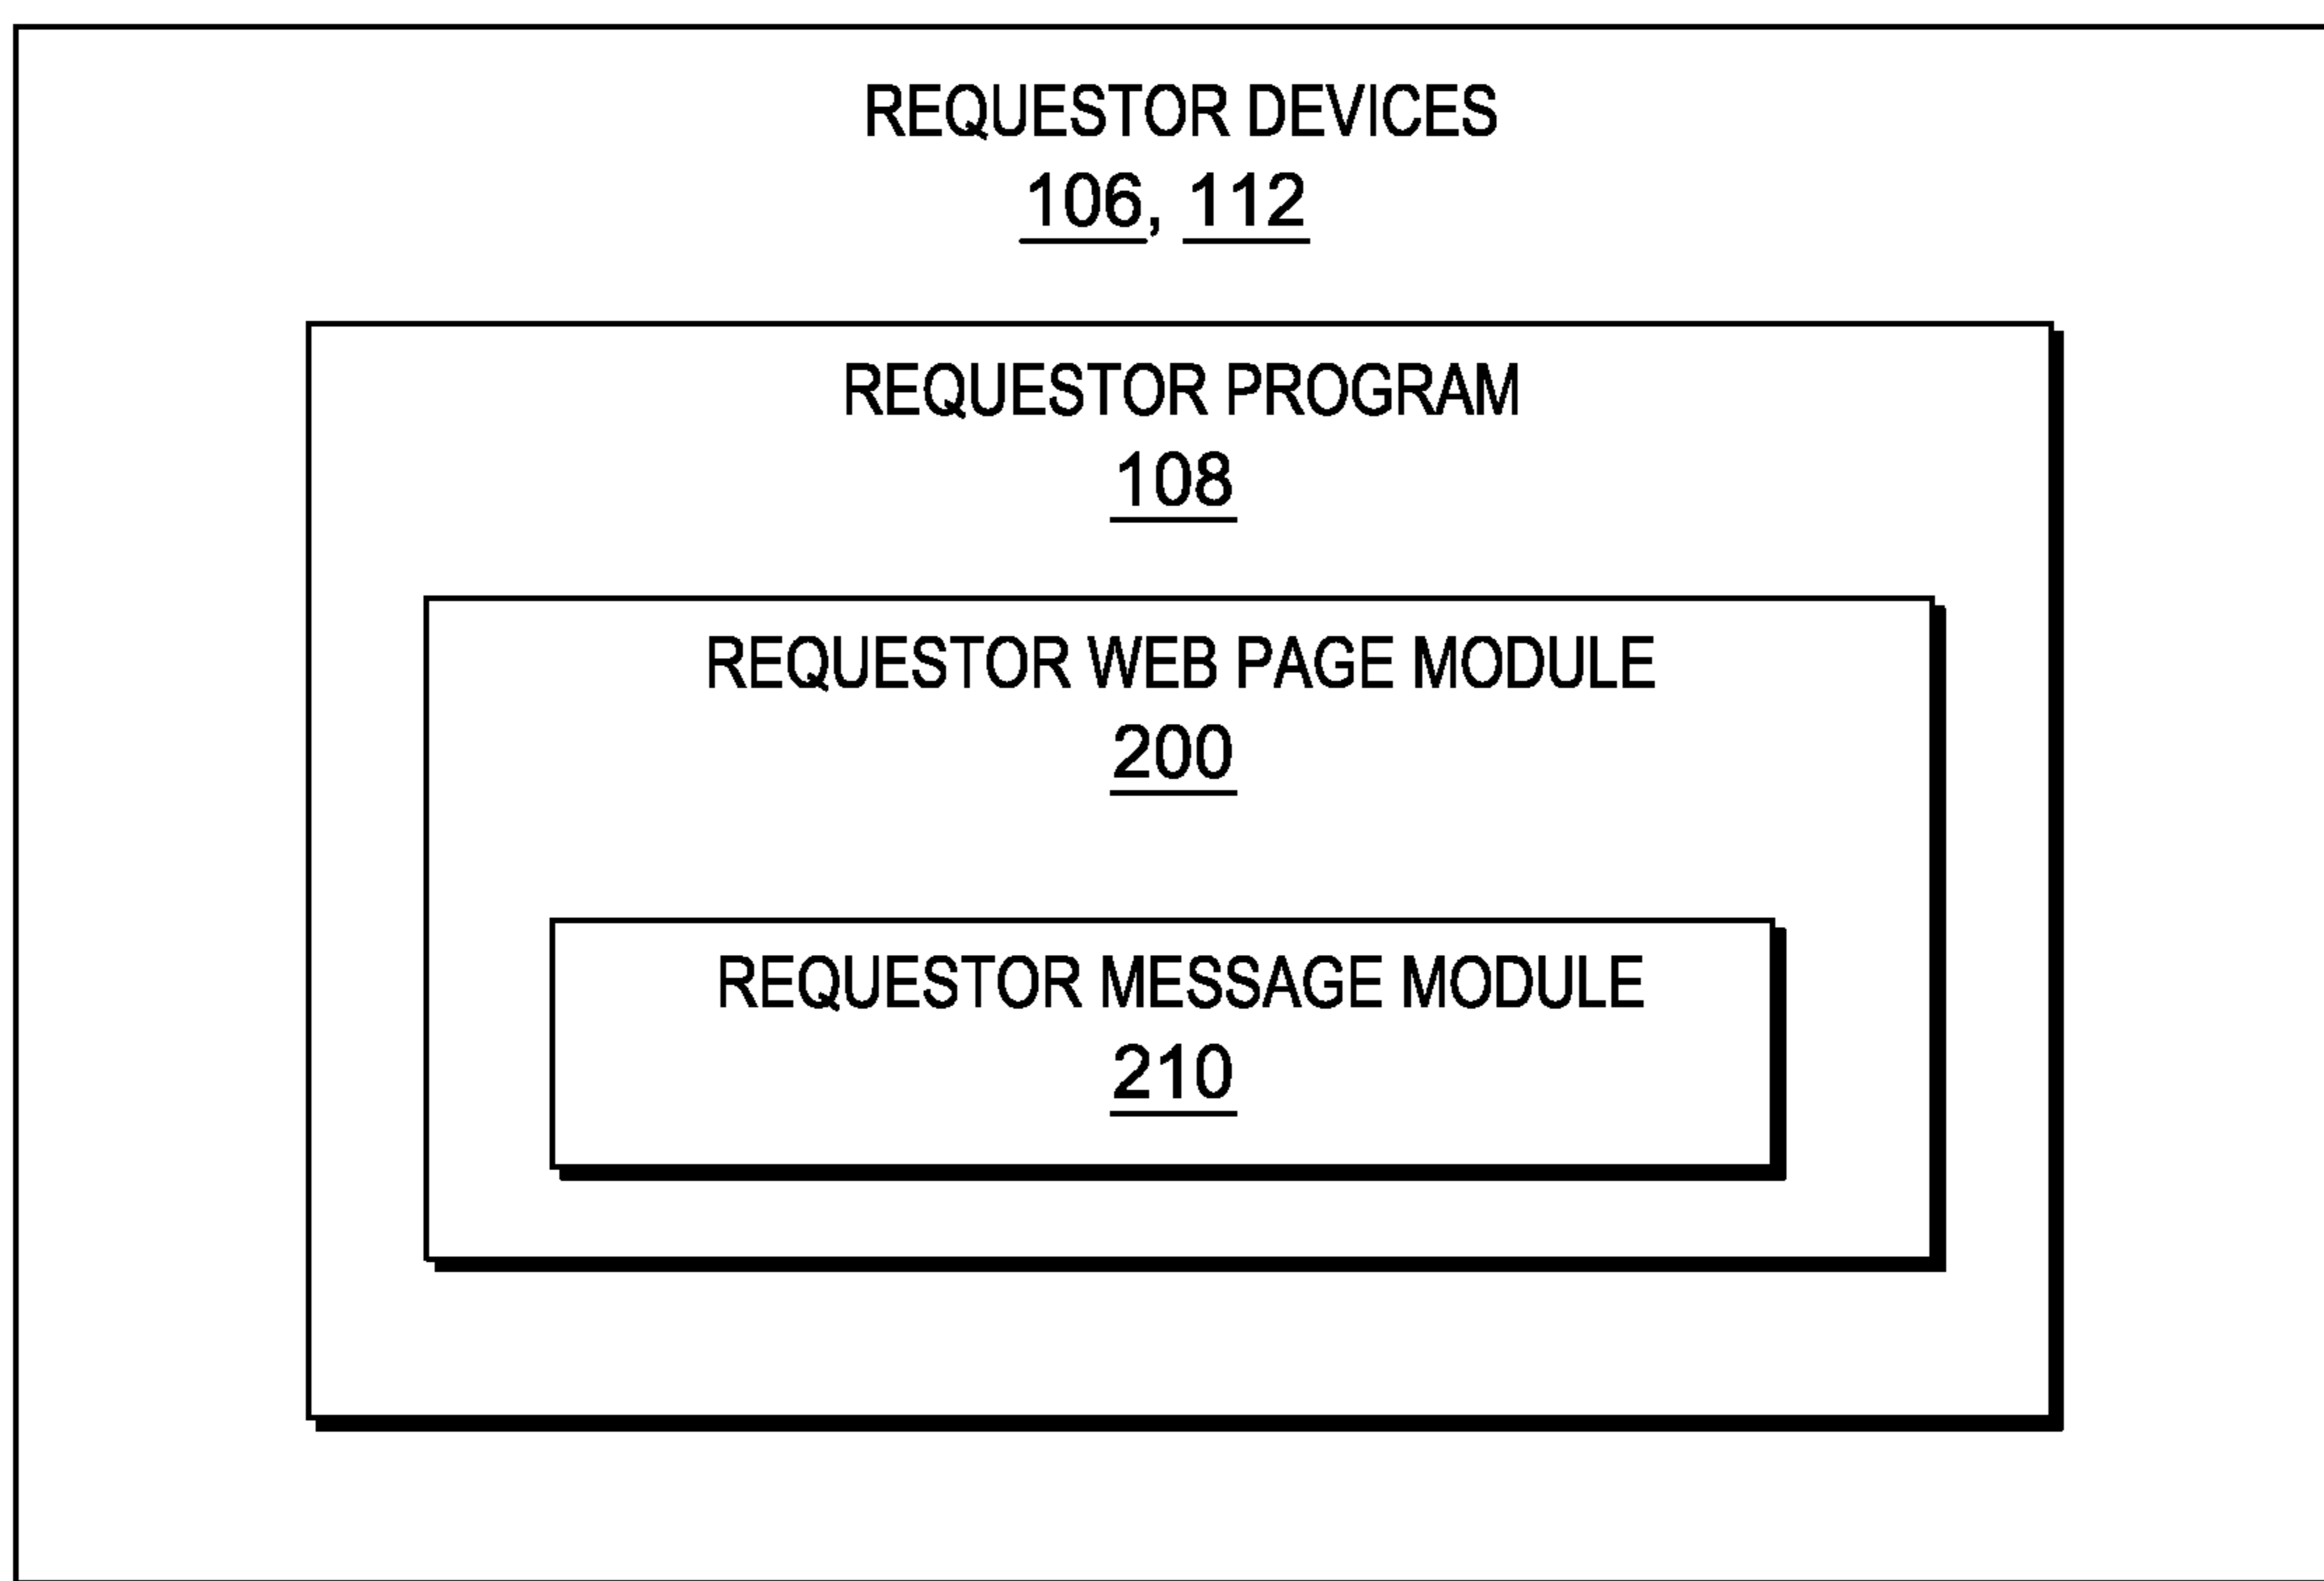 REQUESTOR DEVICES
106, 112
REQUESTOR PROGRAM
108
REQUESTOR WEB PAGE MODULE
200
REQUESTOR MESSAGE MODULE
210